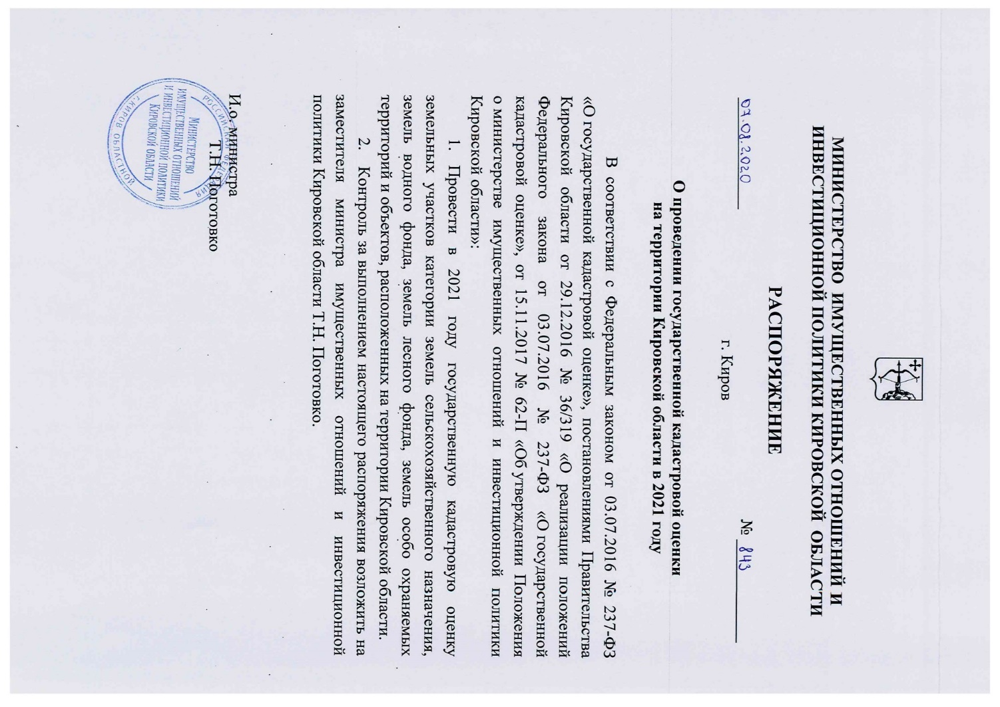 МИНИСТЕРСТВО ИМУЩЕСТВЕННЫХ ОТНОШЕНИЙ И
ИНВЕСТИЦИОННОЙ ПОЛИТИКИ КИРОВСКОЙ ОБЛАСТИ
РАСПОРЯЖЕНИЕ
07.08.2020 № 843
г. Киров
О проведении государственной кадастровой оценки
на территории Кировской области в 2021 году
В соответствии с Федеральным законом от 03.07.2016 № 237-ФЗ
«О государственной кадастровой оценке», постановлениями Правительства
Кировской области от 29.12.2016 № 36/319 «О реализации положений
Федерального закона от 03.07.2016 № 237-ФЗ «О государственной
кадастровой оценке», от 15.11.2017 № 62-П «Об утверждении Положения
о министерстве имущественных отношений и инвестиционной политики
Кировской области»:
1. Провести в 2021 году государственную кадастровую оценку
земельных участков категории земель сельскохозяйственного назначения,
земель водного фонда, земель лесного фонда, земель особо охраняемых
территорий и объектов, расположенных на территории Кировской области.
2. Контроль за выполнением настоящего распоряжения возложить на
заместителя министра имущественных отношений и инвестиционной
политики Кировской области Т.Н. Поготовко.
И.о. министра
Т.Н. Поготовко
РОССИЙСКАЯ ФЕДЕРАЦИЯ
МИНИСТЕРСТВО
ИМУЩЕСТВЕННЫХ ОТНОШЕНИЙ
И ИНВЕСТИЦИОННОЙ ПОЛИТИКИ
КИРОВСКОЙ ОБЛАСТИ
г. КИРОВ ОБЛАСТНОЙ